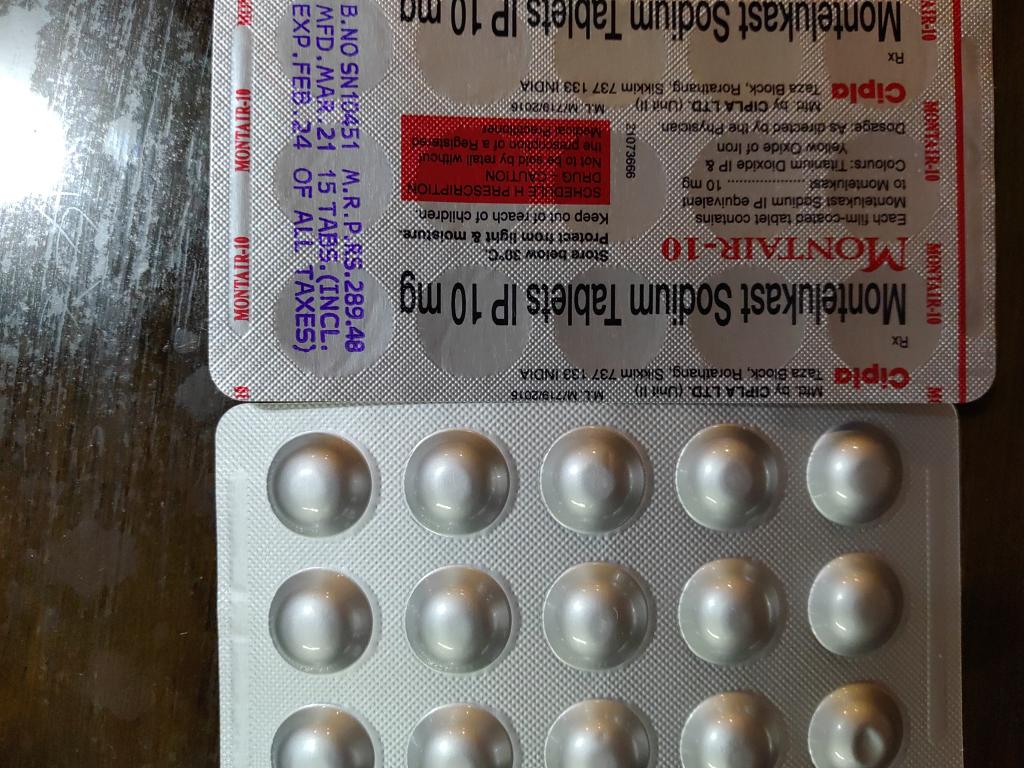 Cipla
Mfd. by CIPLA LTD. (Unit II)
M.L. M/719/2016
Taza Block, Rorathang, Sikkim 737 133 INDIA
Rx
Montelukast Sodium Tablets IP 10 mg
MONTAIR-10
Each film-coated tablet contains
Montelukast Sodium IP equivalent
to Montelukast ............... 10 mg
Colours: Titanium Dioxide IP &
Yellow Oxide of Iron
Dosage: As directed by the Physician
Store below 30°C.
Protect from light & moisture.
Keep out of reach of children.
SCHEDULE H PRESCRIPTION
DRUG - CAUTION
Not to be sold by retail without
the prescription of a Registered
Medical Practitioner
21073666
Cipla
Mfd. by CIPLA LTD. (Unit II)
M.L. M/719/2016
Taza Block, Rorathang, Sikkim 737 133 INDIA
Rx
Montelukast Sodium Tablets IP 10 mg
MONTAIR-10
MONTAIR-10
MONTAIR-10
MONTAIR-10
B.NO SN10451 M.R.P.RS.289.48
MFD.MAR.21 15 TABS.(INCL.
EXP.FEB.24 OF ALL TAXES)